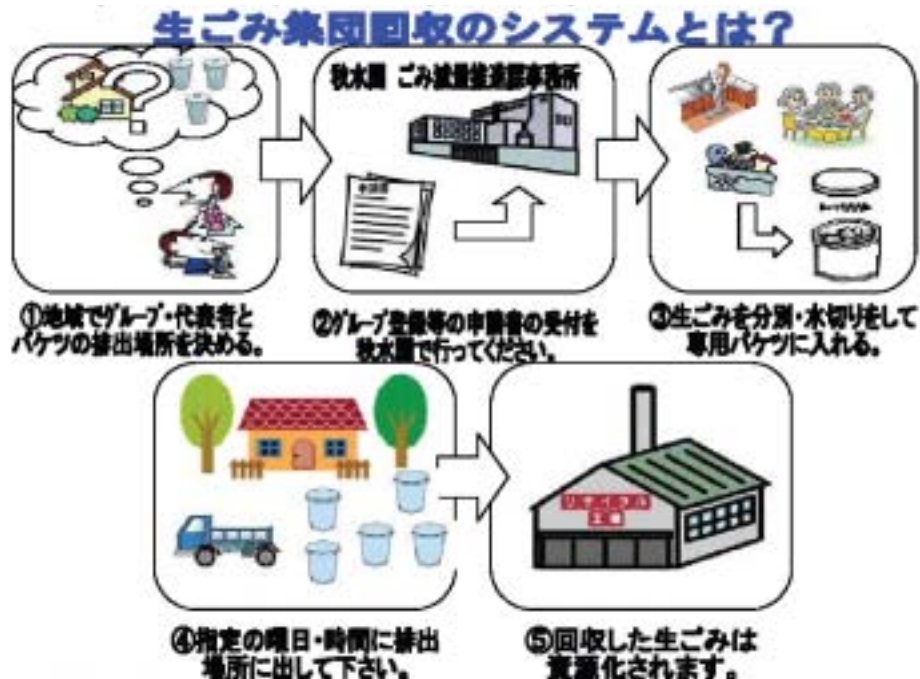 生ごみ集団回収のシステムとは？
秋水園 ごみ減量推進課事務所
申請書
①地域でグループ・代表者と
バケツの排出場所を決める。
②グループ登録等の申請書の受付を
秋水園で行ってください。
③生ごみを分別・水切りをして
専用バケツに入れる。
④指定の曜日・時間に排出
場所に出して下さい。
⑤回収した生ごみは
資源化されます。